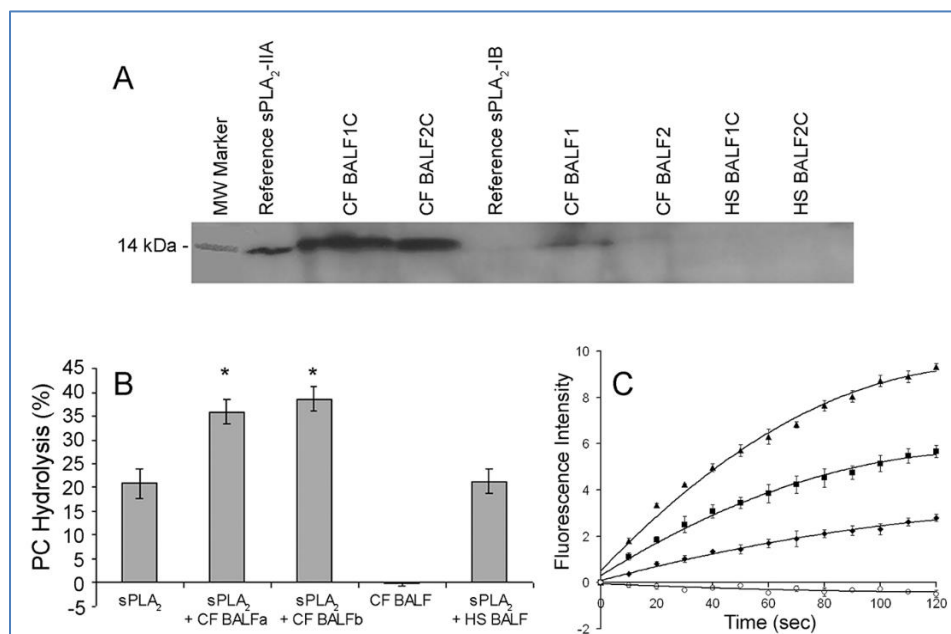 A
MW Marker
Reference sPLA₂-IIA
CF BALF1C
CF BALF2C
Reference sPLA₂-IB
CF BALF1
CF BALF2
HS BALF1C
HS BALF2C
14 kDa -
B
PC Hydrolysis (%)
45
40
35
30
25
20
15
10
5
0
-5
*
*
sPLA₂
sPLA₂
+ CF BALFa
sPLA₂
+ CF BALFb
CF BALF
sPLA₂
+ HS BALF
C
Fluorescence Intensity
10
8
6
4
2
0
-2
0
20
40
60
80
100
120
Time (sec)